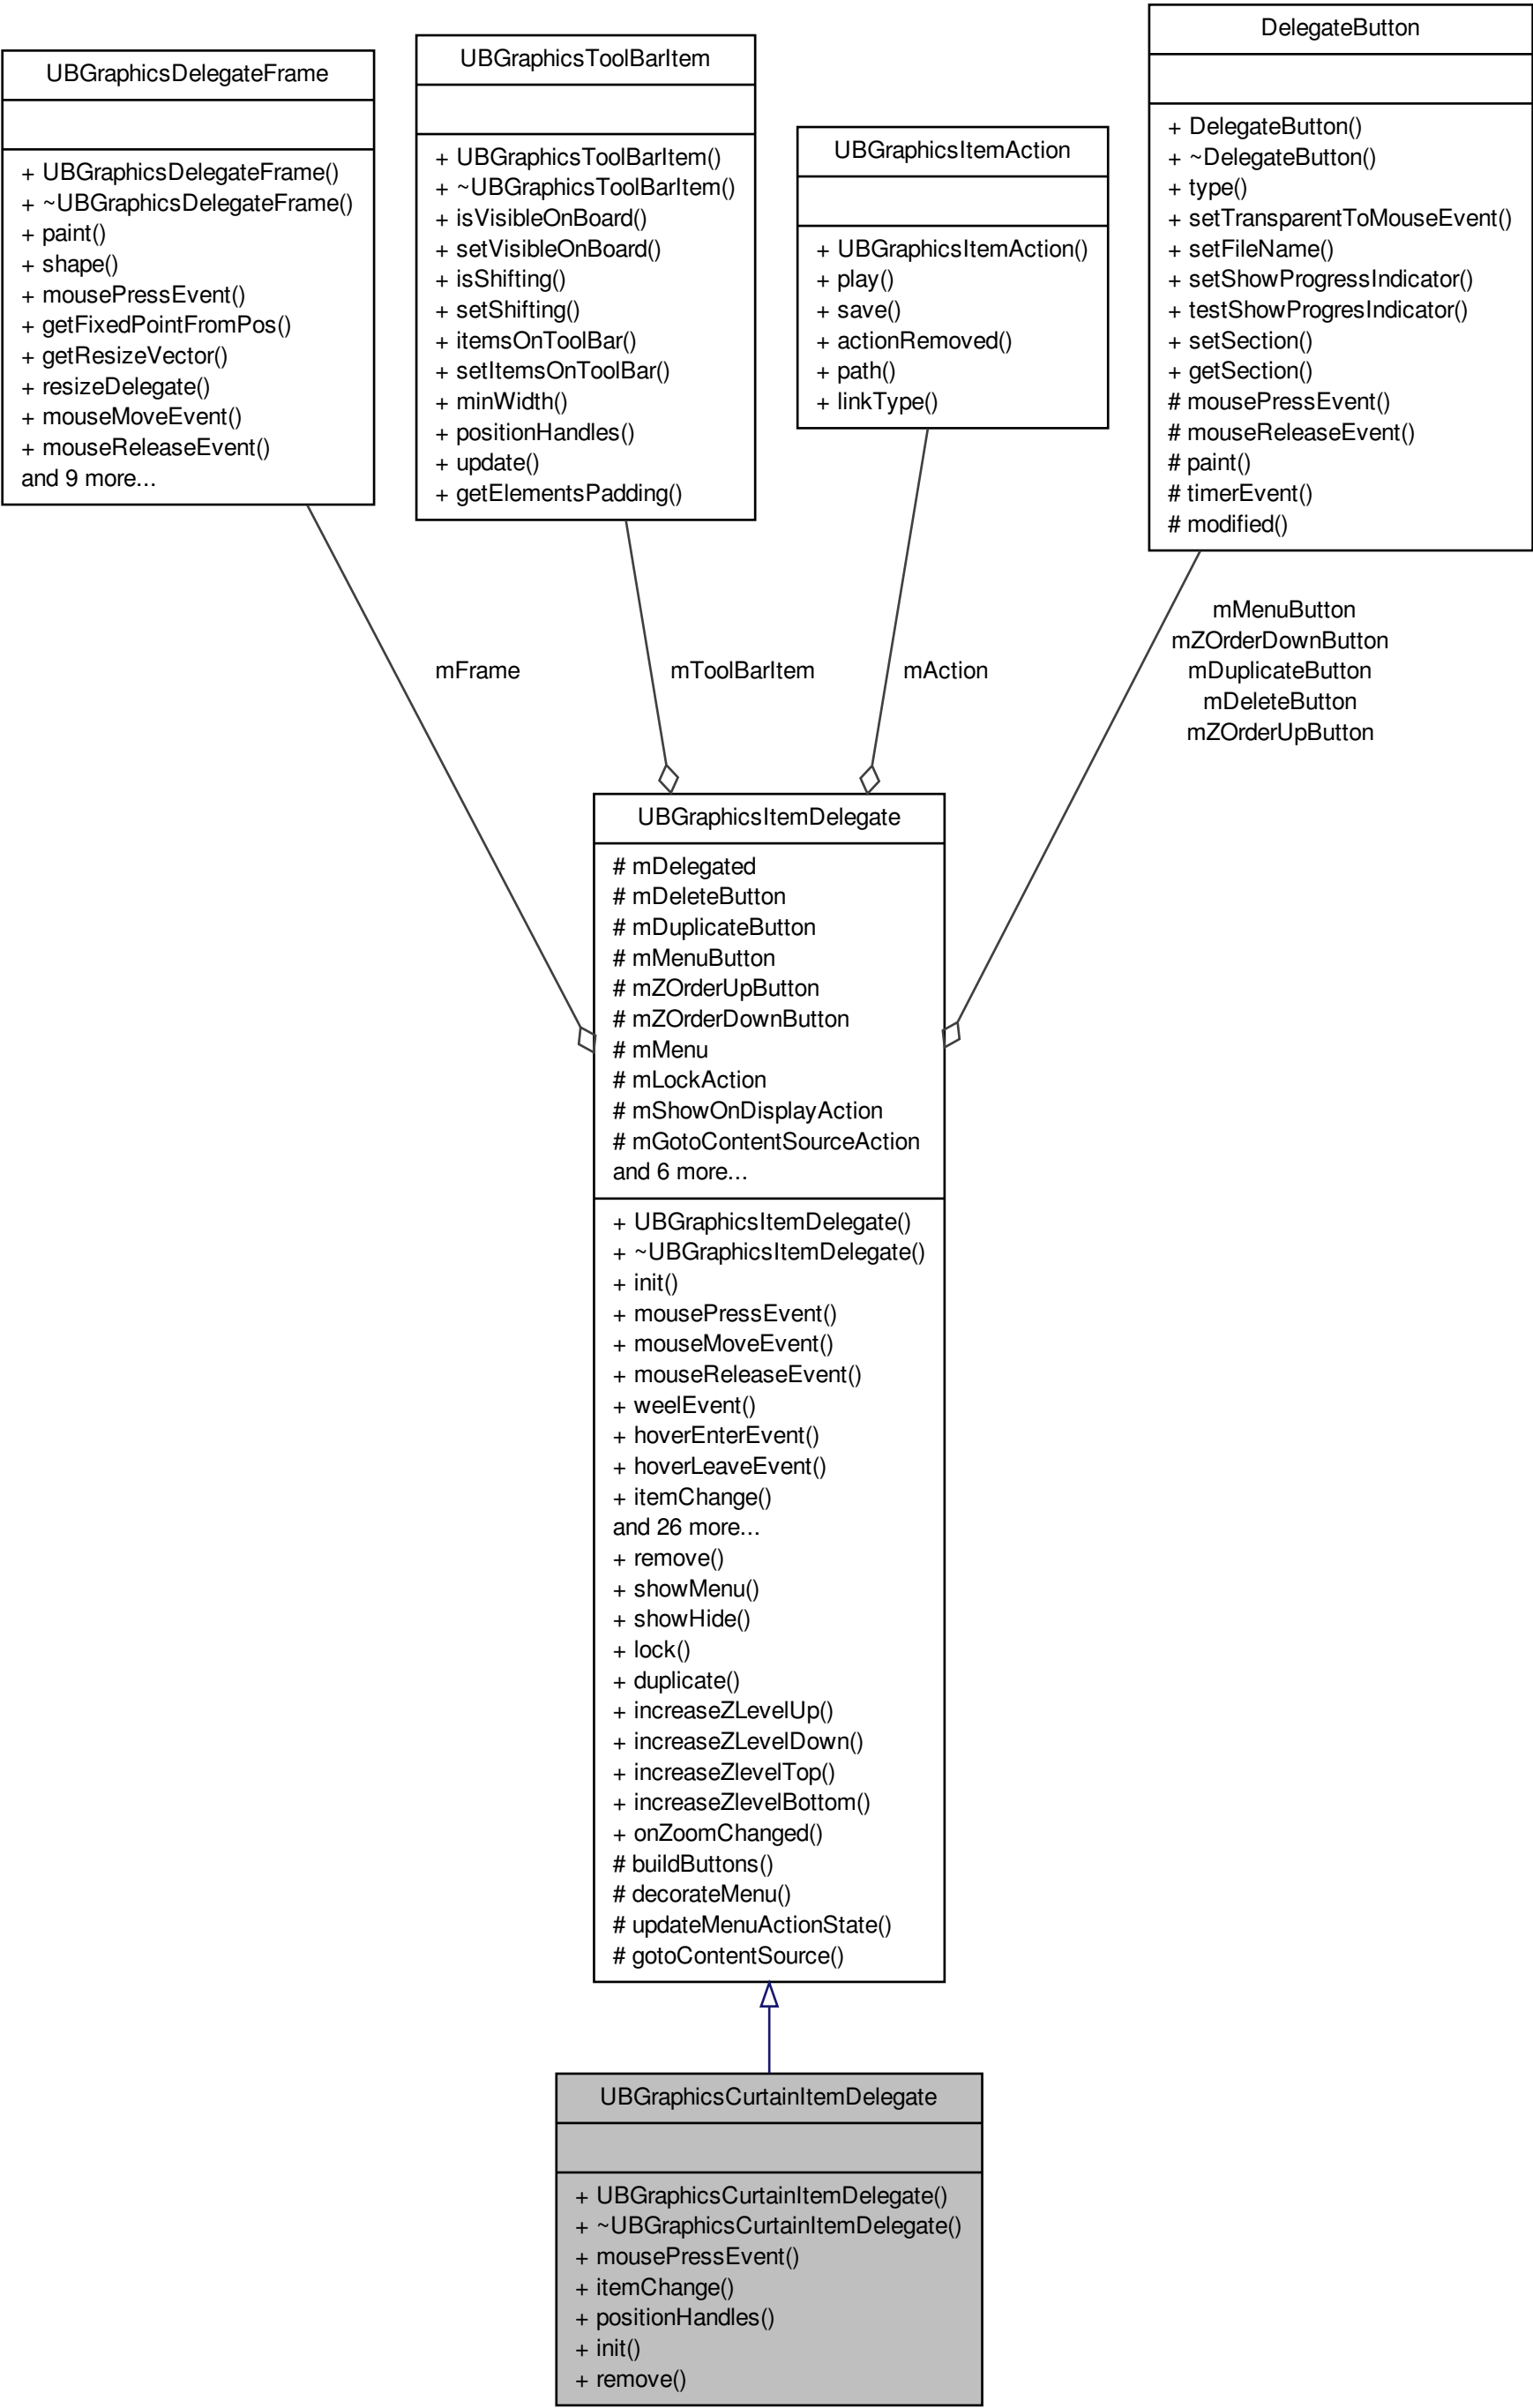 UBGraphicsDelegateFrame
+ UBGraphicsDelegateFrame()
+ ~UBGraphicsDelegateFrame()
+ paint()
+ shape()
+ mousePressEvent()
+ getFixedPointFromPos()
+ getResizeVector()
+ resizeDelegate()
+ mouseMoveEvent()
+ mouseReleaseEvent()
and 9 more...
UBGraphicsToolBarItem
+ UBGraphicsToolBarItem()
+ ~UBGraphicsToolBarItem()
+ isVisibleOnBoard()
+ setVisibleOnBoard()
+ isShifting()
+ setShifting()
+ itemsOnToolBar()
+ setItemsOnToolBar()
+ minWidth()
+ positionHandles()
+ update()
+ getElementsPadding()
UBGraphicsItemAction
+ UBGraphicsItemAction()
+ play()
+ save()
+ actionRemoved()
+ path()
+ linkType()
DelegateButton
+ DelegateButton()
+ ~DelegateButton()
+ type()
+ setTransparentToMouseEvent()
+ setFileName()
+ setShowProgressIndicator()
+ testShowProgresIndicator()
+ setSection()
+ getSection()
# mousePressEvent()
# mouseReleaseEvent()
# paint()
# timerEvent()
# modified()
mFrame
mToolBarItem
mAction
mMenuButton
mZOrderDownButton
mDuplicateButton
mDeleteButton
mZOrderUpButton
UBGraphicsItemDelegate
# mDelegated
# mDeleteButton
# mDuplicateButton
# mMenuButton
# mZOrderUpButton
# mZOrderDownButton
# mMenu
# mLockAction
# mShowOnDisplayAction
# mGotoContentSourceAction
and 6 more...
+ UBGraphicsItemDelegate()
+ ~UBGraphicsItemDelegate()
+ init()
+ mousePressEvent()
+ mouseMoveEvent()
+ mouseReleaseEvent()
+ weelEvent()
+ hoverEnterEvent()
+ hoverLeaveEvent()
+ itemChange()
and 26 more...
+ remove()
+ showMenu()
+ showHide()
+ lock()
+ duplicate()
+ increaseZLevelUp()
+ increaseZLevelDown()
+ increaseZlevelTop()
+ increaseZlevelBottom()
+ onZoomChanged()
# buildButtons()
# decorateMenu()
# updateMenuActionState()
# gotoContentSource()
UBGraphicsCurtainItemDelegate
+ UBGraphicsCurtainItemDelegate()
+ ~UBGraphicsCurtainItemDelegate()
+ mousePressEvent()
+ itemChange()
+ positionHandles()
+ init()
+ remove()